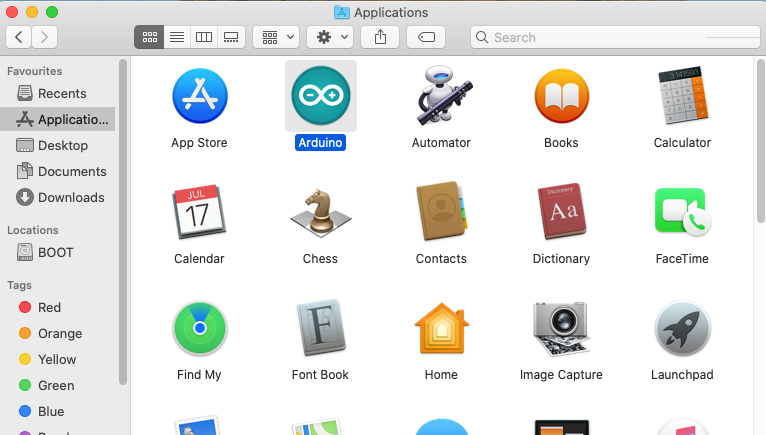 Applications
Search
Favourites
Recents
Applicatio...
Desktop
Documents
Downloads
Locations
BOOT
Tags
Red
Orange
Yellow
Green
Blue
App Store
Arduino
Automator
Books
3.141593
Calculator
JUL
17
Calendar
Chess
Contacts
Dictionary
Aa
Dictionary
FaceTime
Find My
F
Font Book
Home
Image Capture
Launchpad